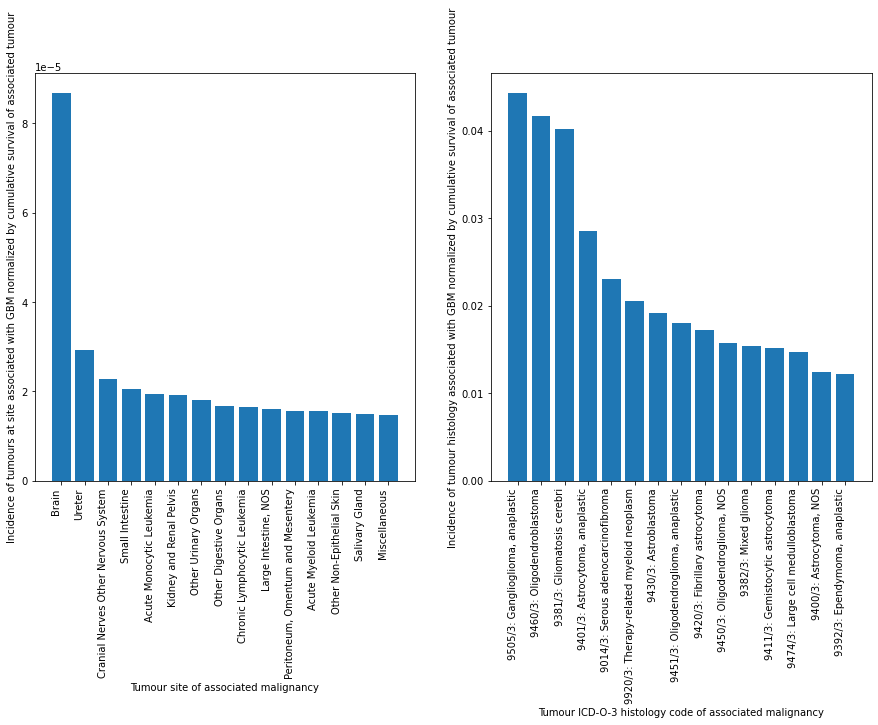 Incidence of tumours at site associated with GBM normalized by cumulative survival of associated tumour
1e−5
8
6
4
2
0
Brain
Ureter
Cranial Nerves Other Nervous System
Small Intestine
Acute Monocytic Leukemia
Kidney and Renal Pelvis
Other Urinary Organs
Other Digestive Organs
Chronic Lymphocytic Leukemia
Large Intestine, NOS
Peritoneum, Omentum and Mesentery
Acute Myeloid Leukemia
Other Non-Epithelial Skin
Salivary Gland
Miscellaneous
Tumour site of associated malignancy
Incidence of tumour histology associated with GBM normalized by cumulative survival of associated tumour
0.04
0.03
0.02
0.01
0.00
9505/3: Ganglioglioma, anaplastic
9460/3: Oligodendroblastoma
9381/3: Gliomatosis cerebri
9401/3: Astrocytoma, anaplastic
9014/3: Serous adenocarcinofibroma
9920/3: Therapy-related myeloid neoplasm
9430/3: Astroblastoma
9451/3: Oligodendroglioma, anaplastic
9420/3: Fibrillary astrocytoma
9450/3: Oligodendroglioma, NOS
9382/3: Mixed glioma
9411/3: Gemistocytic astrocytoma
9474/3: Large cell medulloblastoma
9400/3: Astrocytoma, NOS
9392/3: Ependymoma, anaplastic
Tumour ICD-O-3 histology code of associated malignancy